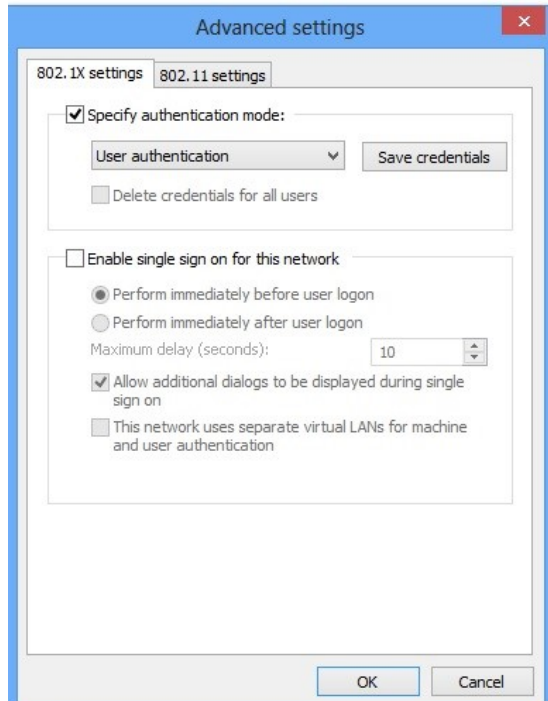 Advanced settings
802.1X settings
802.11 settings
Specify authentication mode:
User authentication
Save credentials
Delete credentials for all users
Enable single sign on for this network
Perform immediately before user logon
Perform immediately after user logon
Maximum delay (seconds):
10
Allow additional dialogs to be displayed during single
sign on
This network uses separate virtual LANs for machine
and user authentication
OK
Cancel